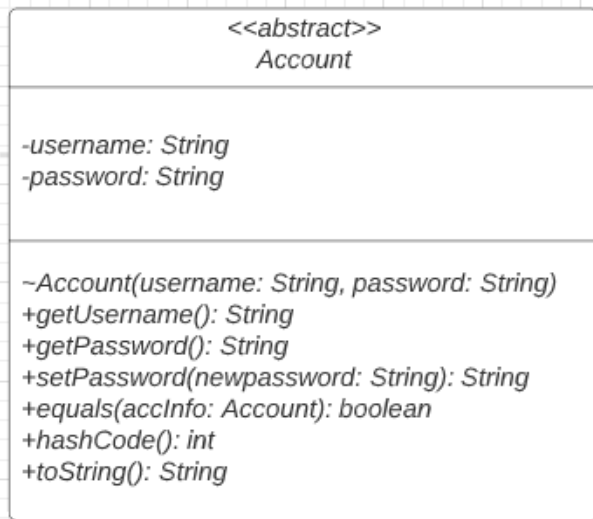 <<abstract>>
Account
-username: String
-password: String
~Account(username: String, password: String)
+getUsername(): String
+getPassword(): String
+setPassword(newpassword: String): String
+equals(accInfo: Account): boolean
+hashCode(): int
+toString(): String